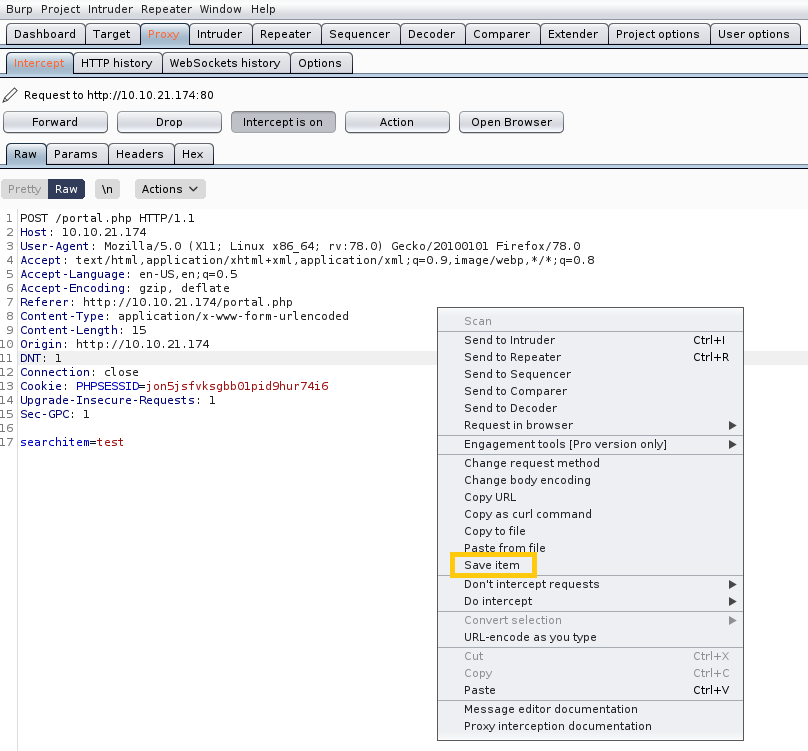 Burp Project Intruder Repeater Window Help
Dashboard Target Proxy Intruder Repeater Sequencer Decoder Comparer Extender Project options User options
Intercept HTTP history WebSockets history Options
Request to http://10.10.21.174:80
Forward Drop Intercept is on Action Open Browser
Raw Params Headers Hex
Pretty Raw \n Actions
1 POST /portal.php HTTP/1.1
2 Host: 10.10.21.174
3 User-Agent: Mozilla/5.0 (X11; Linux x86_64; rv:78.0) Gecko/20100101 Firefox/78.0
4 Accept: text/html,application/xhtml+xml,application/xml;q=0.9,image/webp,*/*;q=0.8
5 Accept-Language: en-US,en;q=0.5
6 Accept-Encoding: gzip, deflate
7 Referer: http://10.10.21.174/portal.php
8 Content-Type: application/x-www-form-urlencoded
9 Content-Length: 15
10 Origin: http://10.10.21.174
11 DNT: 1
12 Connection: close
13 Cookie: PHPSESSID=jon5jsfvksgbb01pid9hur74i6
14 Upgrade-Insecure-Requests: 1
15 Sec-GPC: 1
16
17 searchitem=test
Scan
Send to Intruder Ctrl+I
Send to Repeater Ctrl+R
Send to Sequencer
Send to Comparer
Send to Decoder
Request in browser
Engagement tools [Pro version only]
Change request method
Change body encoding
Copy URL
Copy as curl command
Copy to file
Paste from file
Save item
Don't intercept requests
Do intercept
Convert selection
URL-encode as you type
Cut Ctrl+X
Copy Ctrl+C
Paste Ctrl+V
Message editor documentation
Proxy interception documentation